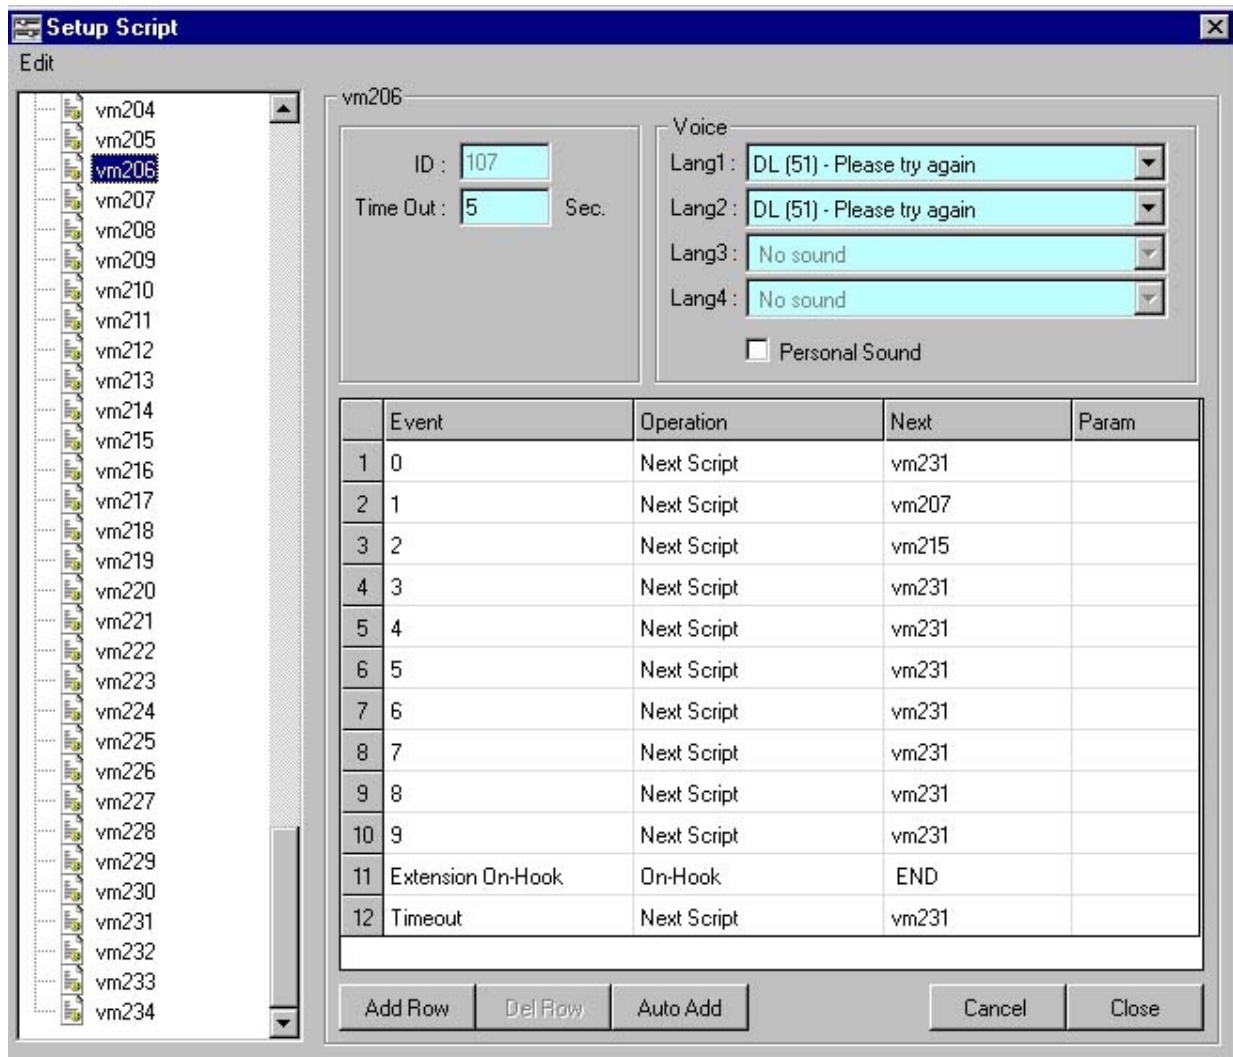 Setup Script
Edit
vm204
vm205
vm206
vm207
vm208
vm209
vm210
vm211
vm212
vm213
vm214
vm215
vm216
vm217
vm218
vm219
vm220
vm221
vm222
vm223
vm224
vm225
vm226
vm227
vm228
vm229
vm230
vm231
vm232
vm233
vm234
vm206
ID : 107
Time Out : 5 Sec.
Voice
Lang1 : DL (51) - Please try again
Lang2 : DL (51) - Please try again
Lang3 : No sound
Lang4 : No sound
Personal Sound
Event Operation Next Param
1 0 Next Script vm231
2 1 Next Script vm207
3 2 Next Script vm215
4 3 Next Script vm231
5 4 Next Script vm231
6 5 Next Script vm231
7 6 Next Script vm231
8 7 Next Script vm231
9 8 Next Script vm231
10 9 Next Script vm231
11 Extension On-Hook On-Hook END
12 Timeout Next Script vm231
Add Row Del Row Auto Add Cancel Close